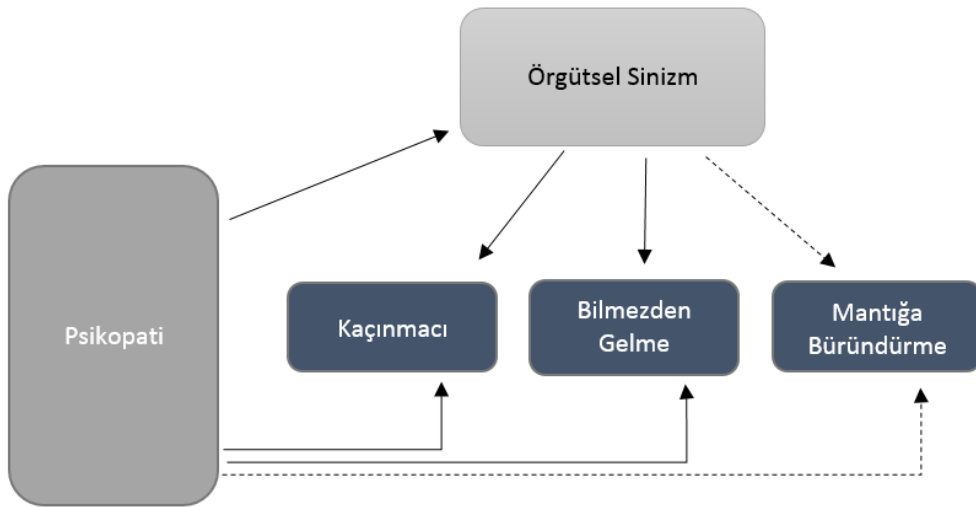 Örgütsel Sinizm
Psikopati
Kaçınmacı
Bilmezden
Gelme
Mantığa
Büründürme